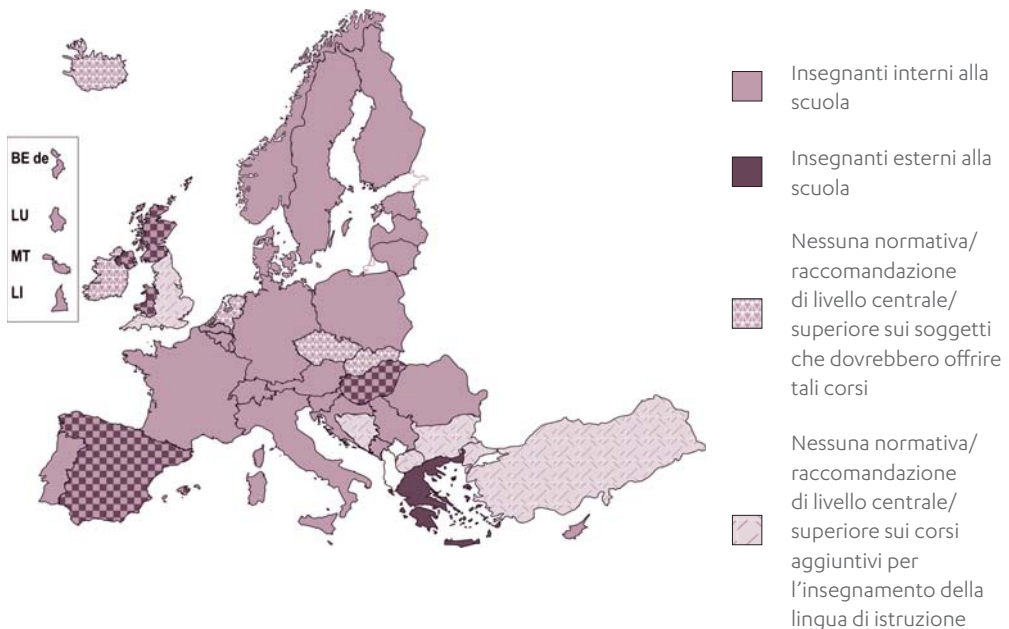 BE de
LU
MT
LI
Insegnanti interni alla
scuola
Insegnanti esterni alla
scuola
Nessuna normativa/
raccomandazione
di livello centrale/
superiore sui soggetti
che dovrebbero offrire
tali corsi
Nessuna normativa/
raccomandazione
di livello centrale/
superiore sui corsi
aggiuntivi per
l’insegnamento della
lingua di istruzione